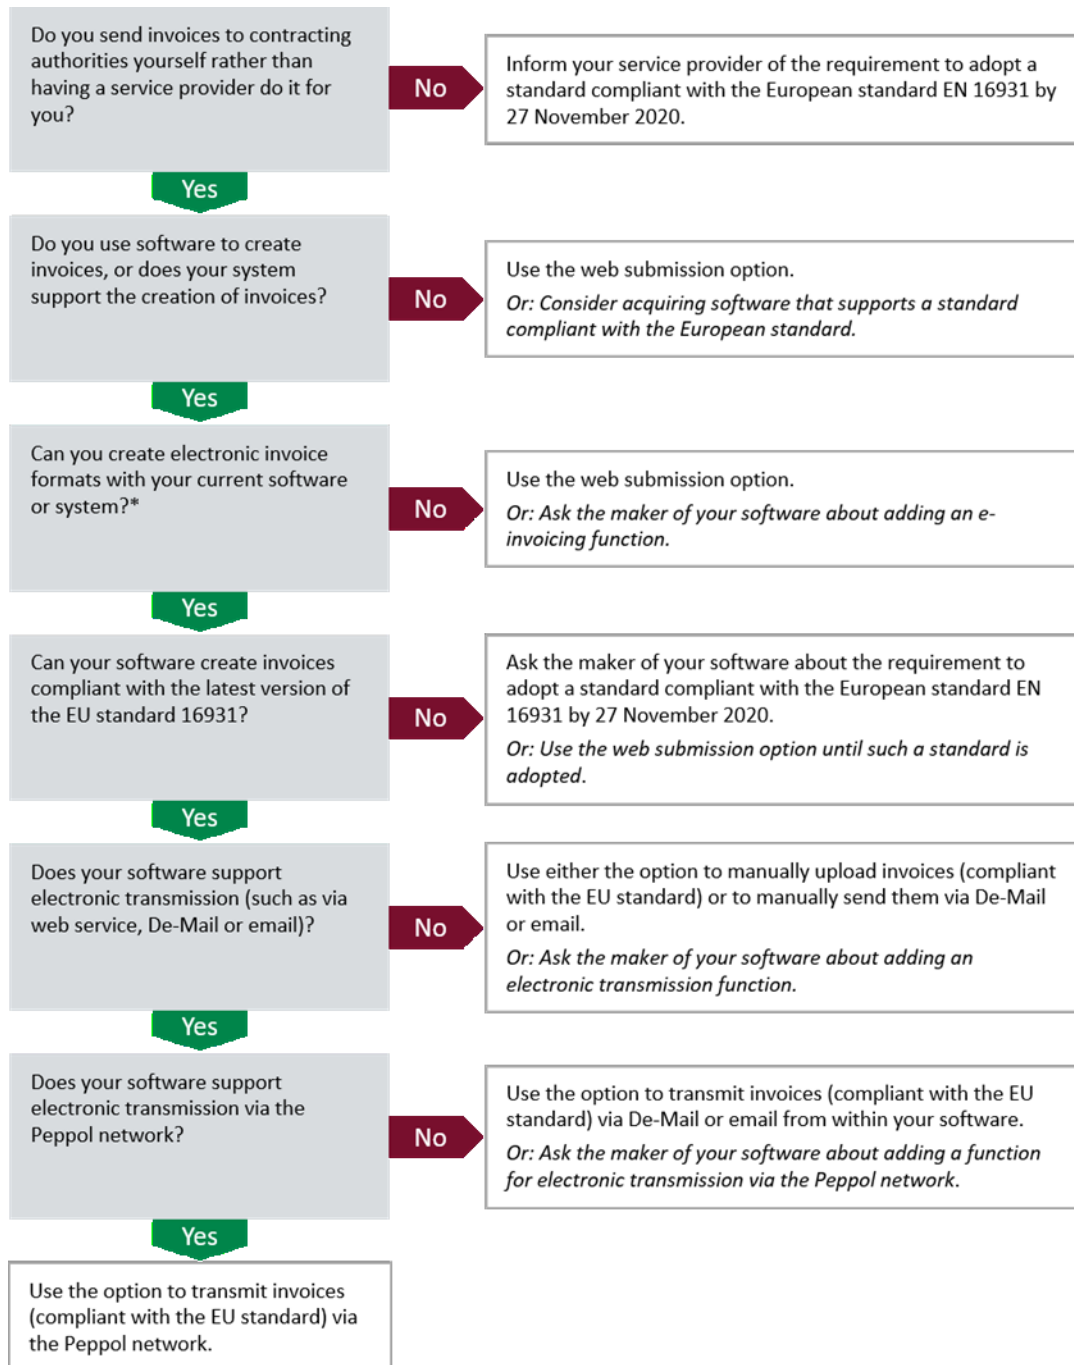 Do you send invoices to contracting
authorities yourself rather than
having a service provider do it for
you?
No
Inform your service provider of the requirement to adopt a
standard compliant with the European standard EN 16931 by
27 November 2020.
Yes
Do you use software to create
invoices, or does your system
support the creation of invoices?
No
Use the web submission option.
Or: Consider acquiring software that supports a standard
compliant with the European standard.
Yes
Can you create electronic invoice
formats with your current software
or system?*
No
Use the web submission option.
Or: Ask the maker of your software about adding an e-
invoicing function.
Yes
Can your software create invoices
compliant with the latest version of
the EU standard 16931?
No
Ask the maker of your software about the requirement to
adopt a standard compliant with the European standard EN
16931 by 27 November 2020.
Or: Use the web submission option until such a standard is
adopted.
Yes
Does your software support
electronic transmission (such as via
web service, De-Mail or email)?
No
Use either the option to manually upload invoices (compliant
with the EU standard) or to manually send them via De-Mail
or email.
Or: Ask the maker of your software about adding an
electronic transmission function.
Yes
Does your software support
electronic transmission via the
Peppol network?
No
Use the option to transmit invoices (compliant with the EU
standard) via De-Mail or email from within your software.
Or: Ask the maker of your software about adding a function
for electronic transmission via the Peppol network.
Yes
Use the option to transmit invoices
(compliant with the EU standard) via
the Peppol network.